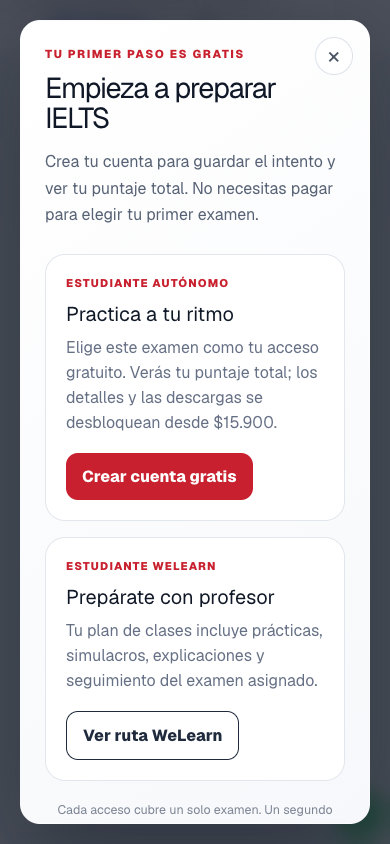 TU PRIMER PASO ES GRATIS
Empieza a preparar
IELTS
Crea tu cuenta para guardar el intento y
ver tu puntaje total. No necesitas pagar
para elegir tu primer examen.
ESTUDIANTE AUTÓNOMO
Practica a tu ritmo
Elige este examen como tu acceso
gratuito. Verás tu puntaje total; los
detalles y las descargas se
desbloquean desde $15.900.
Crear cuenta gratis
ESTUDIANTE WELEARN
Prepárate con profesor
Tu plan de clases incluye prácticas,
simulacros, explicaciones y
seguimiento del examen asignado.
Ver ruta WeLearn
Cada acceso cubre un solo examen. Un segundo